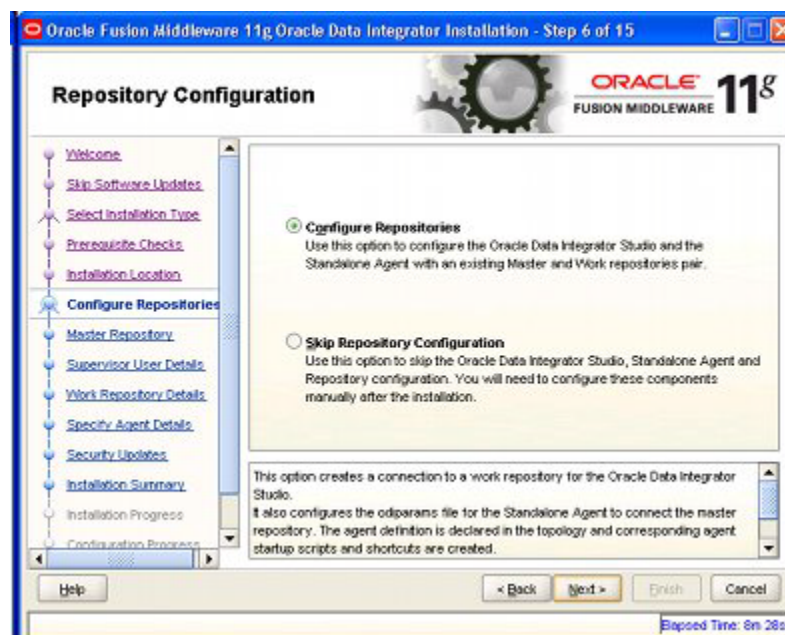 Oracle Fusion Middleware 11g Oracle Data Integrator Installation - Step 6 of 15
Repository Configuration
ORACLE
FUSION MIDDLEWARE
11g
Welcome
Skip Software Updates
Select Installation Type
Prerequisite Checks
Installation Location
Configure Repositories
Master Repository
Supervisor User Details
Work Repository Details
Specify Agent Details
Security Updates
Installation Summary
Installation Progress
Configuration Progress
Configure Repositories
Use this option to configure the Oracle Data Integrator Studio and the
Standalone Agent with an existing Master and Work repositories pair.
Skip Repository Configuration
Use this option to skip the Oracle Data Integrator Studio, Standalone Agent and
Repository configuration. You will need to configure these components
manually after the installation.
This option creates a connection to a work repository for the Oracle Data Integrator
Studio.
It also configures the odiparams file for the Standalone Agent to connect the master
repository. The agent definition is declared in the topology and corresponding agent
startup scripts and shortcuts are created.
Help
< Back
Next >
Finish
Cancel
Elapsed Time: 8m 28s